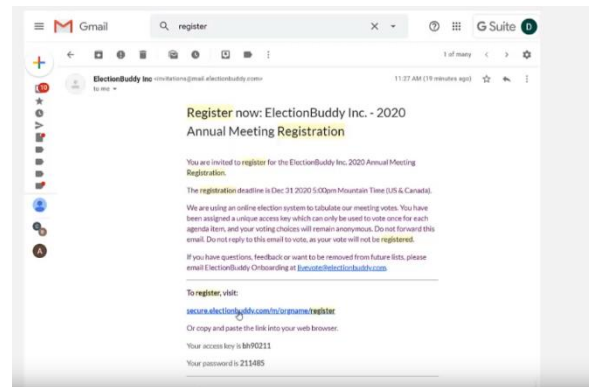 Gmail
register
G Suite
D
1 of many
10
ElectionBuddy Inc <invitations@mail.electionbuddy.com>
11:27 AM (19 minutes ago)
to me
Register now: ElectionBuddy Inc. - 2020
Annual Meeting Registration
You are invited to register for the ElectionBuddy Inc. 2020 Annual Meeting
Registration.
The registration deadline is Dec 31 2020 5:00pm Mountain Time (US & Canada).
We are using an online election system to tabulate our meeting votes. You have
been assigned a unique access key which can only be used to vote once for each
agenda item, and your voting choices will remain anonymous. Do not forward this
email. Do not reply to this email to vote, as your vote will not be registered.
If you have questions, feedback or want to be removed from future lists, please
email ElectionBuddy Onboarding at livevote@electionbuddy.com.
To register, visit:
secure.electionbuddy.com/m/orgname/register
Or copy and paste the link into your web browser.
Your access key is bh90211
Your password is 211485
A